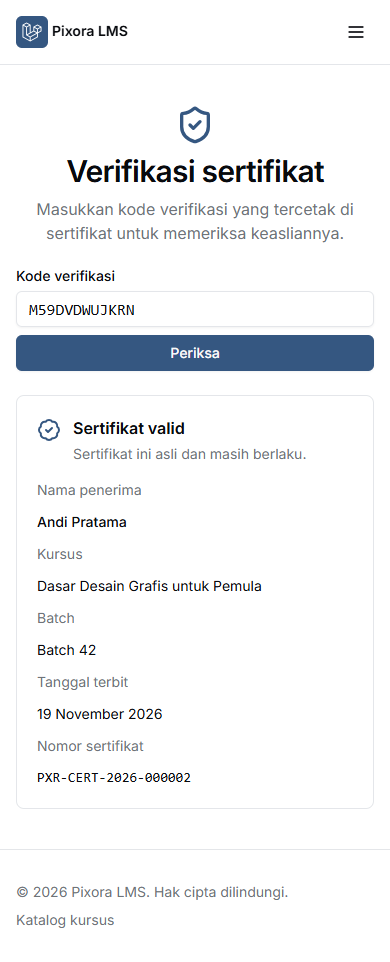 Pixora LMS
Verifikasi sertifikat
Masukkan kode verifikasi yang tercetak di
sertifikat untuk memeriksa keasliannya.
Kode verifikasi
M59DVDWUJKRN
Periksa
Sertifikat valid
Sertifikat ini asli dan masih berlaku.
Nama penerima
Andi Pratama
Kursus
Dasar Desain Grafis untuk Pemula
Batch
Batch 42
Tanggal terbit
19 November 2026
Nomor sertifikat
PXR-CERT-2026-000002
© 2026 Pixora LMS. Hak cipta dilindungi.
Katalog kursus